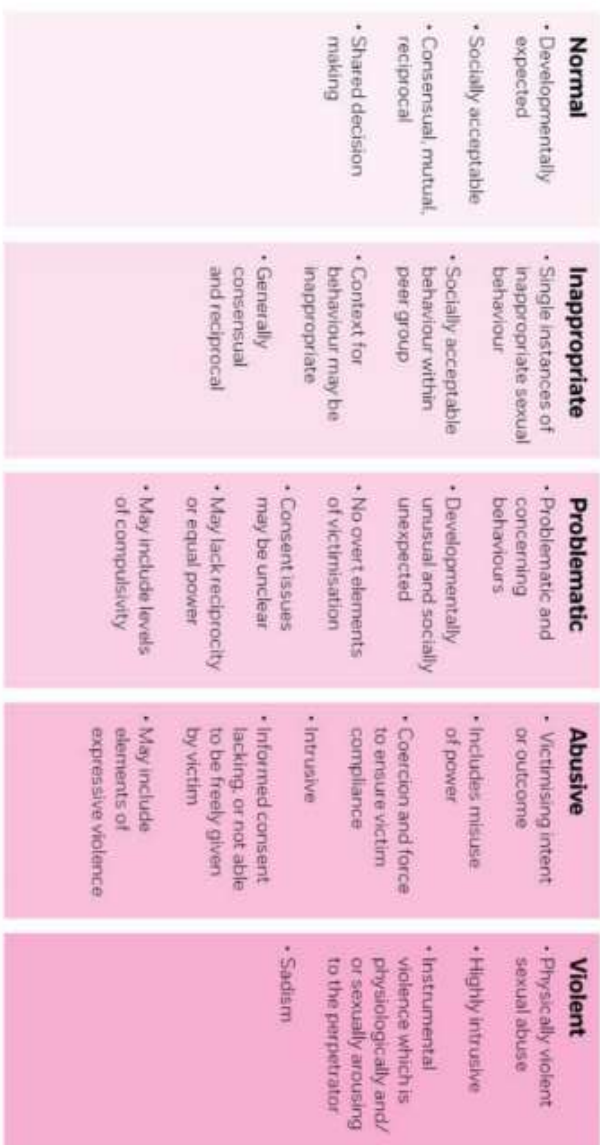 Normal
• Developmentally
expected
• Socially acceptable
• Consensual, mutual,
reciprocal
• Shared decision
making
Inappropriate
• Single instances of
inappropriate sexual
behaviour
• Socially acceptable
behaviour within
peer group
• Context for
behaviour may be
inappropriate
• Generally
consensual
and reciprocal
Problematic
• Problematic and
concerning
behaviours
• Developmentally
unusual and socially
unexpected
• No overt elements
of victimisation
• Consent issues
may be unclear
• May lack reciprocity
or equal power
• May include levels
of compulsivity
Abusive
• Victimising intent
or outcome
• Includes misuse
of power
• Coercion and force
to ensure victim
compliance
• Intrusive
• Informed consent
lacking, or not able
to be freely given
by victim
• May include
elements of
expressive violence
Violent
• Physically violent
sexual abuse
• Highly intrusive
• Instrumental
violence which is
physiologically and/
or sexually arousing
to the perpetrator
• Sadism